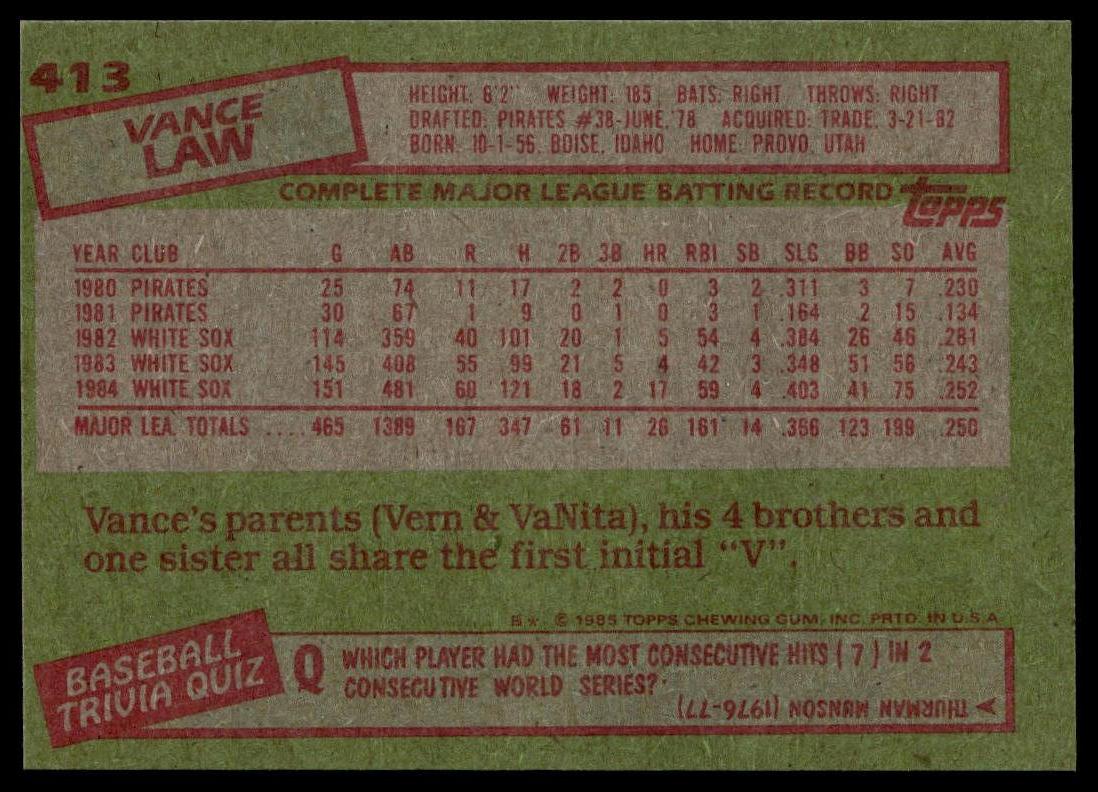 413
VANCE
LAW
HEIGHT: 6'2" WEIGHT: 185 BATS: RIGHT THROWS: RIGHT
DRAFTED: PIRATES #38-JUNE, '78 ACQUIRED: TRADE, 3-21-82
BORN: 10-1-56, BOISE, IDAHO HOME: PROVO, UTAH
COMPLETE MAJOR LEAGUE BATTING RECORD
TOPPS
YEAR CLUB G AB R H 2B 3B HR RBI SB SLG BB SO AVG
1980 PIRATES 25 74 11 17 2 2 0 3 2 .311 3 7 .230
1981 PIRATES 30 67 1 9 0 1 0 3 1 .164 2 15 .134
1982 WHITE SOX 114 359 40 101 20 1 5 54 4 .384 26 46 .281
1983 WHITE SOX 145 408 55 99 21 5 4 42 3 .348 51 56 .243
1984 WHITE SOX 151 481 60 121 18 2 17 59 4 .403 41 75 .252
MAJOR LEA. TOTALS .... 465 1389 167 347 61 11 26 161 14 .366 123 199 .250
Vance's parents (Vern & VaNita), his 4 brothers and
one sister all share the first initial "V".
B* © 1985 TOPPS CHEWING GUM, INC. PRTD. IN U.S.A.
BASEBALL
TRIVIA QUIZ
Q WHICH PLAYER HAD THE MOST CONSECUTIVE HITS (7) IN 2
CONSECUTIVE WORLD SERIES?
A THURMAN MUNSON (1976-77)